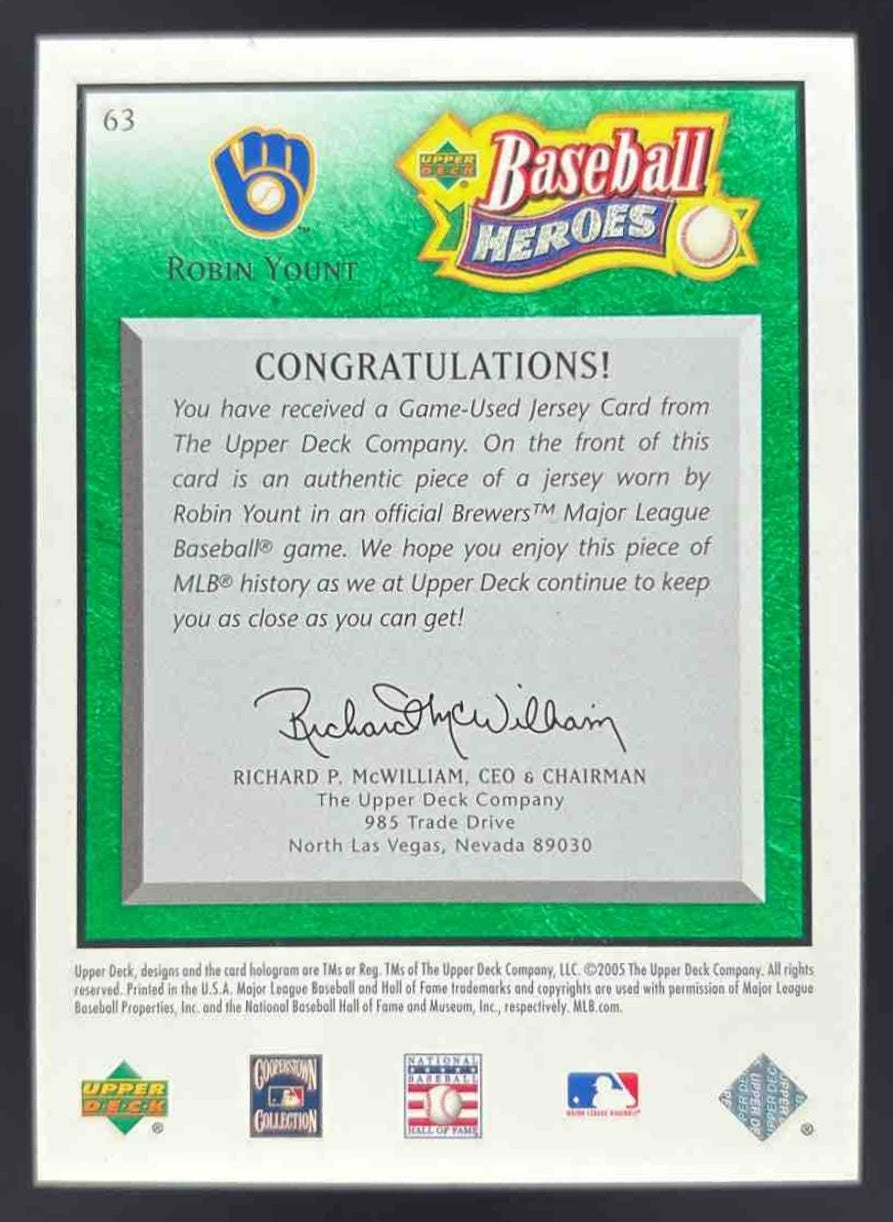 63
UPPER
DECK
Baseball
HEROES
ROBIN YOUNT
CONGRATULATIONS!
You have received a Game-Used Jersey Card from
The Upper Deck Company. On the front of this
card is an authentic piece of a jersey worn by
Robin Yount in an official Brewers™ Major League
Baseball® game. We hope you enjoy this piece of
MLB® history as we at Upper Deck continue to keep
you as close as you can get!
Richard McWilliam
RICHARD P. McWILLIAM, CEO & CHAIRMAN
The Upper Deck Company
985 Trade Drive
North Las Vegas, Nevada 89030
Upper Deck, designs and the card hologram are TMs or Reg. TMs of The Upper Deck Company, LLC. ©2005 The Upper Deck Company. All rights
reserved. Printed in the U.S.A. Major League Baseball and Hall of Fame trademarks and copyrights are used with permission of Major League
Baseball Properties, Inc. and the National Baseball Hall of Fame and Museum, Inc., respectively. MLB.com.
UPPER
DECK
®
COOPERSTOWN
COLLECTION
NATIONAL
BASEBALL
HALL OF FAME
MAJOR LEAGUE BASEBALL
UPPER DECK
®